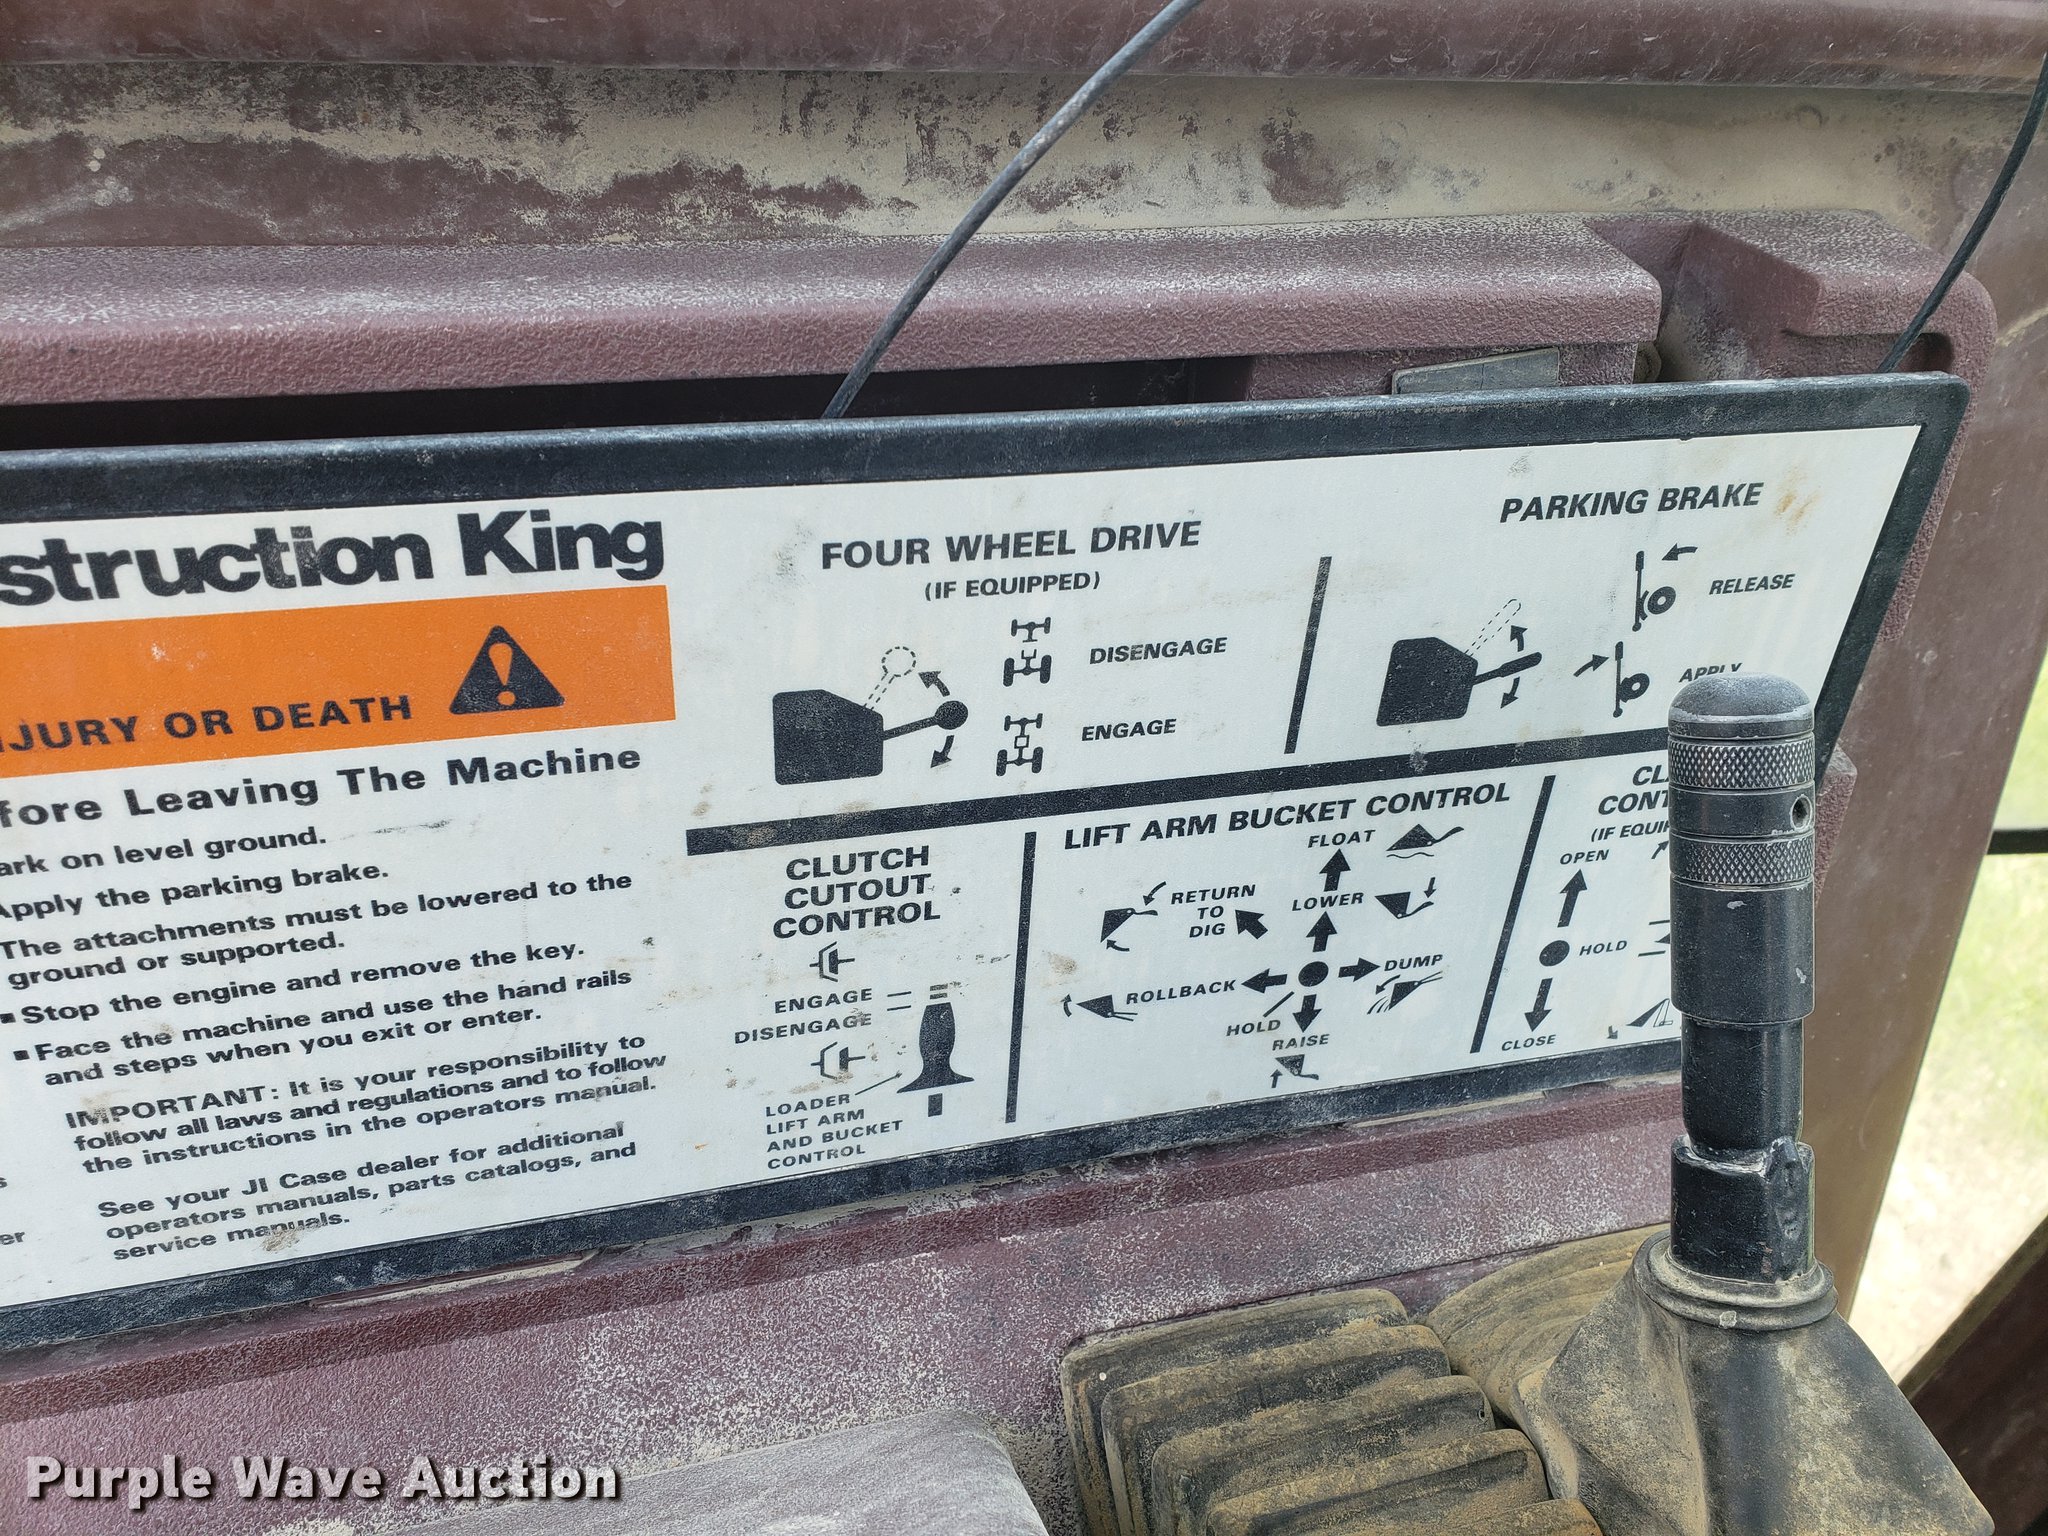 struction King
JURY OR DEATH
fore Leaving The Machine
ark on level ground.
Apply the parking brake.
The attachments must be lowered to the
ground or supported.
▪ Stop the engine and remove the key.
▪ Face the machine and use the hand rails
and steps when you exit or enter.
IMPORTANT: It is your responsibility to
follow all laws and regulations and to follow
the instructions in the operators manual.
See your JI Case dealer for additional
operators manuals, parts catalogs, and
service manuals.
s
er
FOUR WHEEL DRIVE
(IF EQUIPPED)
DISENGAGE
ENGAGE
PARKING BRAKE
RELEASE
APPLY
CLUTCH
CUTOUT
CONTROL
ENGAGE
DISENGAGE
LOADER
LIFT ARM
AND BUCKET
CONTROL
LIFT ARM BUCKET CONTROL
FLOAT
RETURN
TO
DIG
LOWER
ROLLBACK
DUMP
HOLD
RAISE
CL
CONT
(IF EQUIP
OPEN
HOLD
CLOSE
Purple Wave Auction